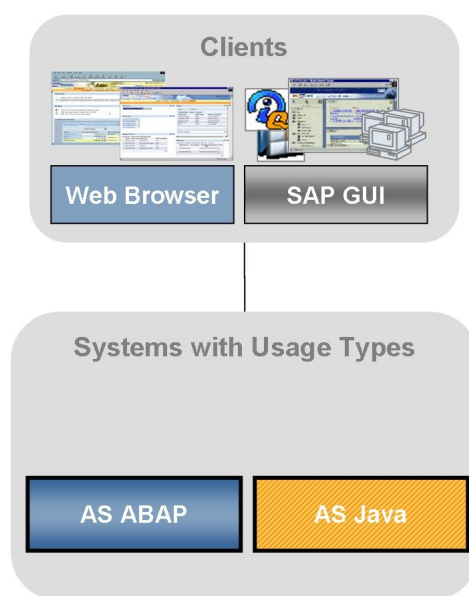 Clients
Web Browser
SAP GUI
Systems with Usage Types
AS ABAP
AS Java